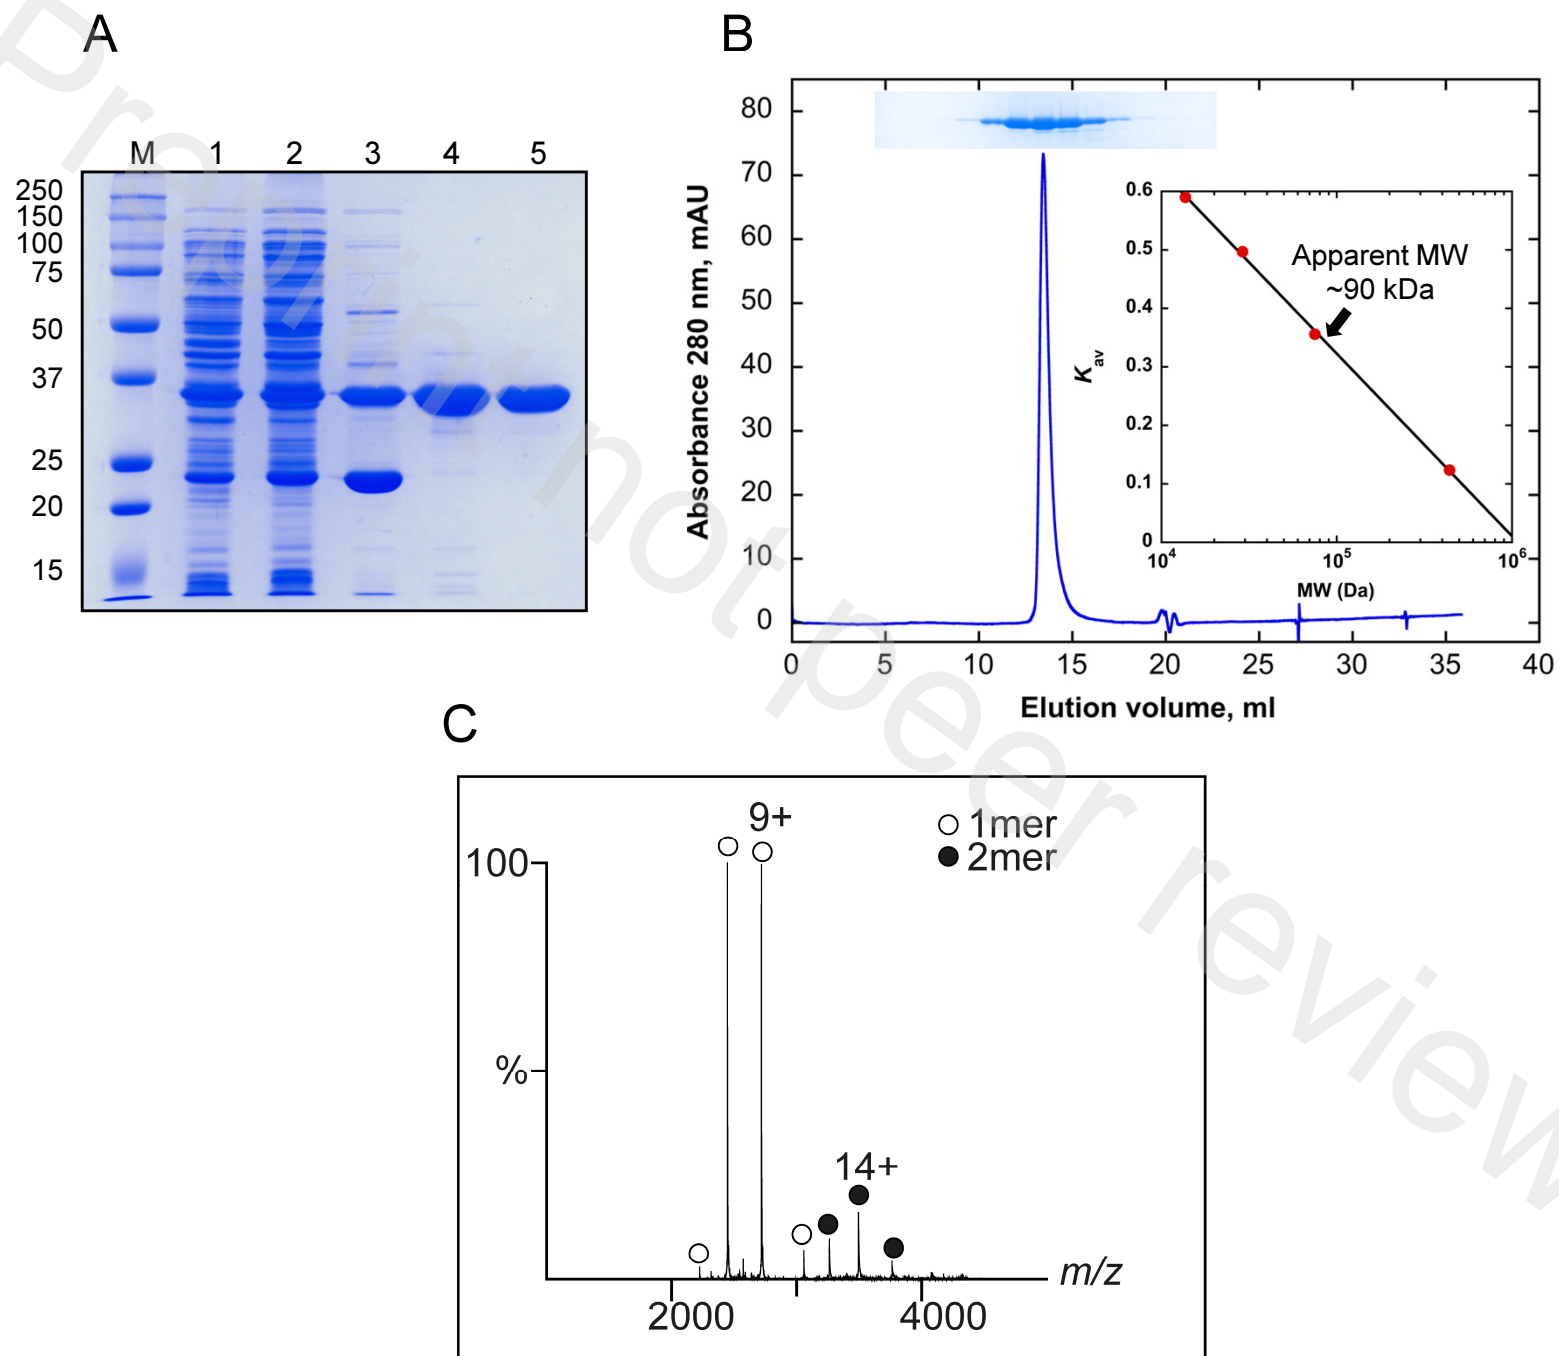 A
M 1 2 3 4 5
250
150
100
75
50
37
25
20
15
B
Absorbance 280 nm, mAU
80
70
60
50
40
30
20
10
0
0 5 10 15 20 25 30 35 40
Elution volume, ml
Kav
0.6
0.5
0.4
0.3
0.2
0.1
0
10⁴ 10⁵ 10⁶
MW (Da)
Apparent MW
~90 kDa
C
100
%
9+
14+
1mer
2mer
2000 4000
m/z
Preprint not peer review